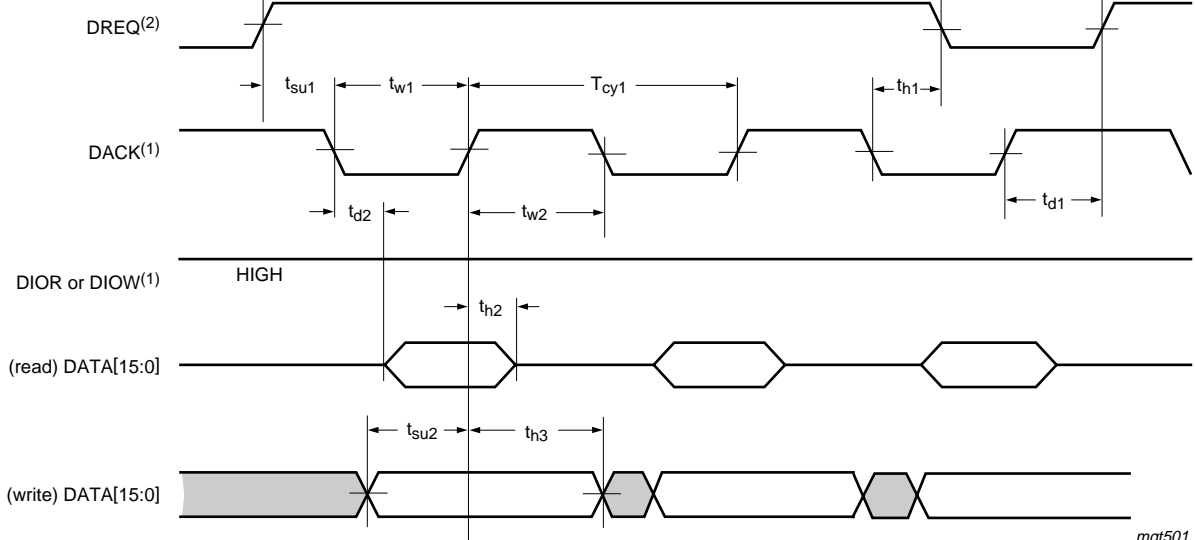 DREQ(2)
tsu1
tw1
Tcy1
th1
DACK(1)
td2
tw2
td1
DIOR or DIOW(1)
HIGH
th2
(read) DATA[15:0]
tsu2
th3
(write) DATA[15:0]
mgt501